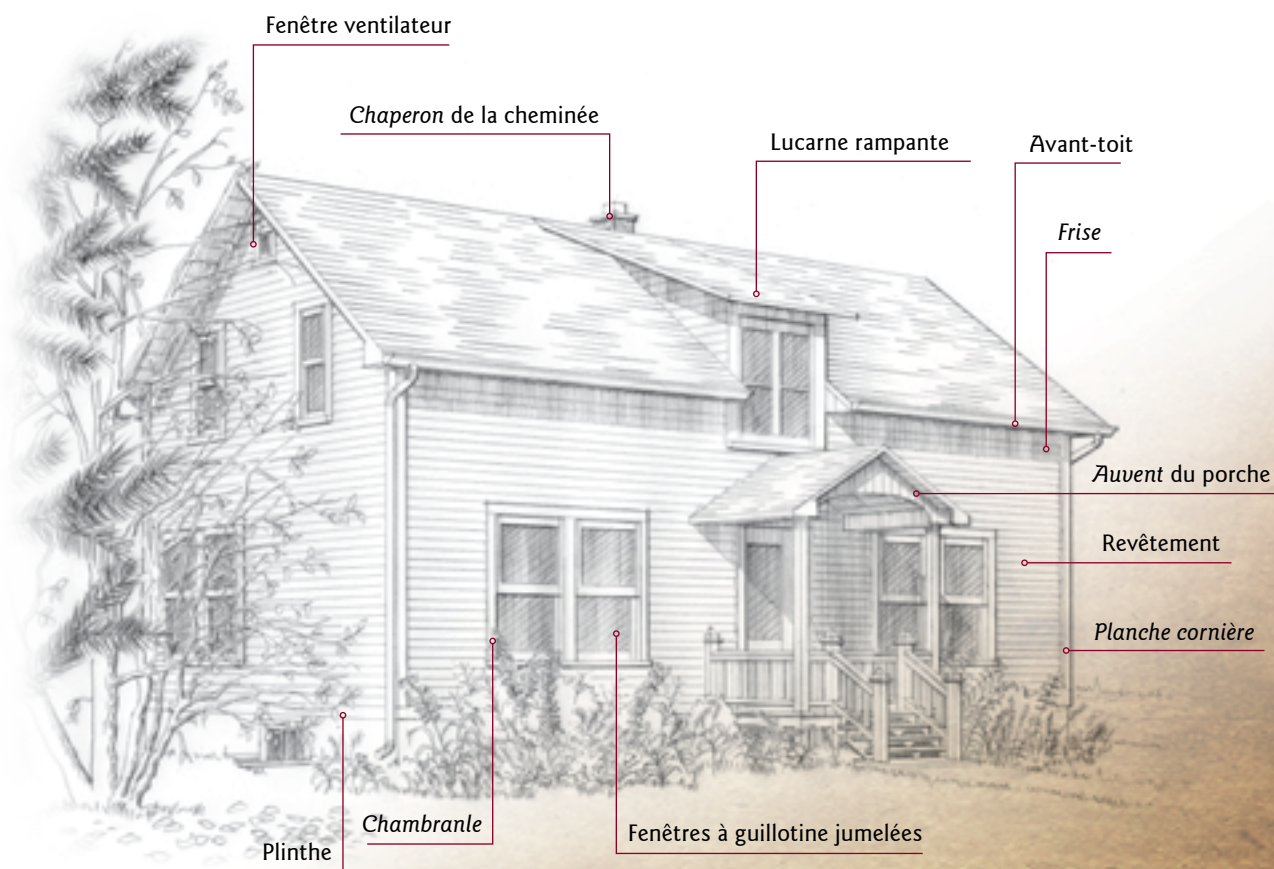 Fenêtre ventilateur
Chaperon de la cheminée
Lucarne rampante
Avant-toit
Frise
Auvent du porche
Revêtement
Planche cornière
Chambranle
Fenêtres à guillotine jumelées
Plinthe